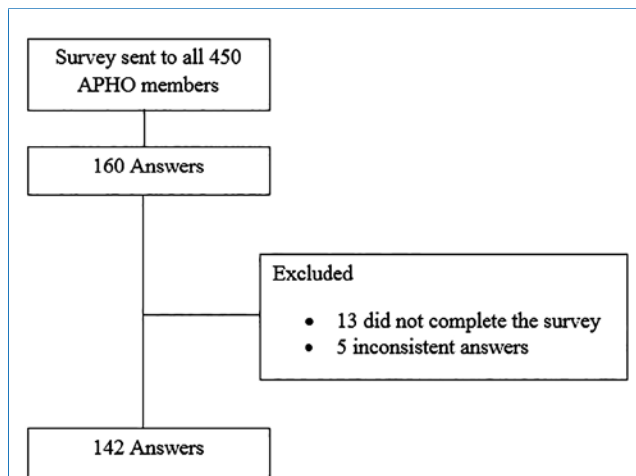 Survey sent to all 450
APHO members
160 Answers
Excluded
• 13 did not complete the survey
• 5 inconsistent answers
142 Answers